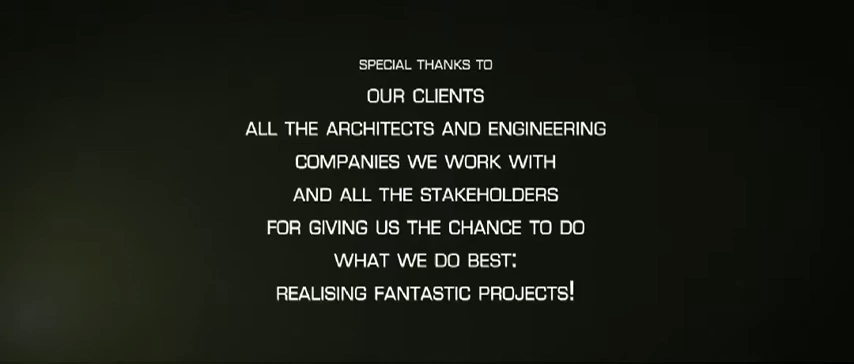 SPECIAL THANKS TO
OUR CLIENTS
ALL THE ARCHITECTS AND ENGINEERING
COMPANIES WE WORK WITH
AND ALL THE STAKEHOLDERS
FOR GIVING US THE CHANCE TO DO
WHAT WE DO BEST:
REALISING FANTASTIC PROJECTS!